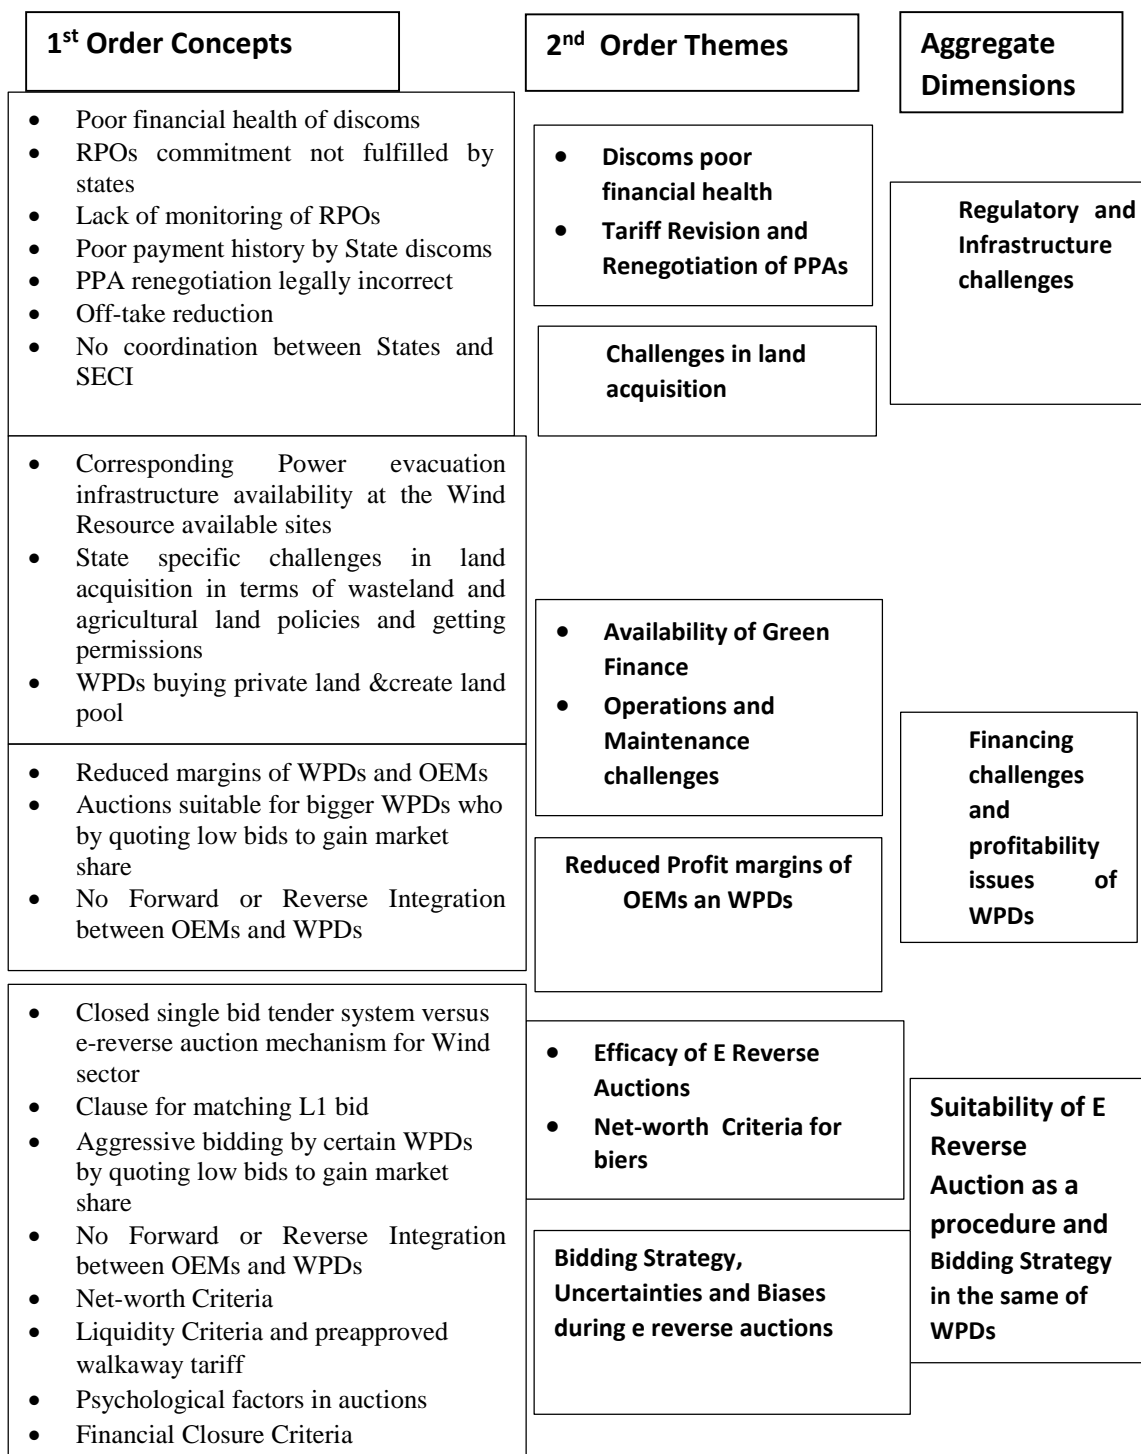 1st Order Concepts
2nd Order Themes
Aggregate
Dimensions
• Poor financial health of discoms
• RPOs commitment not fulfilled by
states
• Lack of monitoring of RPOs
• Poor payment history by State discoms
• PPA renegotiation legally incorrect
• Off-take reduction
• No coordination between States and
SECI
• Discoms poor
financial health
• Tariff Revision and
Renegotiation of PPAs
Challenges in land
acquisition
Regulatory and
Infrastructure
challenges
• Corresponding Power evacuation
infrastructure availability at the Wind
Resource available sites
• State specific challenges in land
acquisition in terms of wasteland and
agricultural land policies and getting
permissions
• WPDs buying private land &create land
pool
• Reduced margins of WPDs and OEMs
• Auctions suitable for bigger WPDs who
by quoting low bids to gain market
share
• No Forward or Reverse Integration
between OEMs and WPDs
• Availability of Green
Finance
• Operations and
Maintenance
challenges
Reduced Profit margins of
OEMs an WPDs
Financing
challenges
and
profitability
issues of
WPDs
• Closed single bid tender system versus
e-reverse auction mechanism for Wind
sector
• Clause for matching L1 bid
• Aggressive bidding by certain WPDs
by quoting low bids to gain market
share
• No Forward or Reverse Integration
between OEMs and WPDs
• Net-worth Criteria
• Liquidity Criteria and preapproved
walkaway tariff
• Psychological factors in auctions
• Financial Closure Criteria
• Efficacy of E Reverse
Auctions
• Net-worth Criteria for
biers
Bidding Strategy,
Uncertainties and Biases
during e reverse auctions
Suitability of E
Reverse
Auction as a
procedure and
Bidding Strategy
in the same of
WPDs